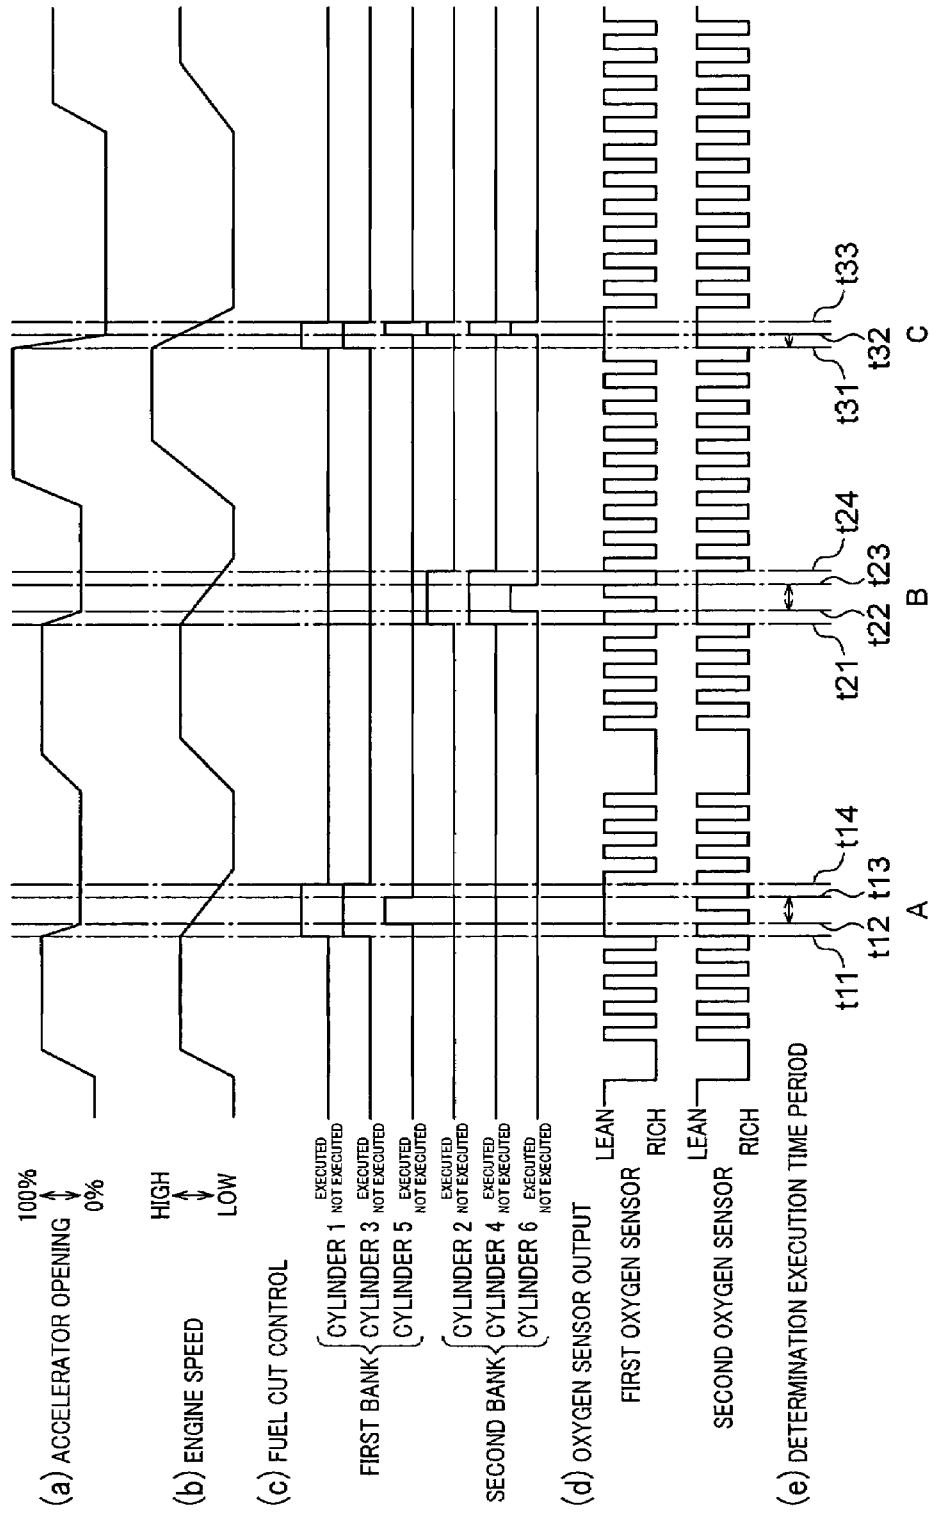 (a) ACCELERATOR OPENING
100%
0%
(b) ENGINE SPEED
HIGH
LOW
(c) FUEL CUT CONTROL
FIRST BANK
CYLINDER 1
EXECUTED
NOT EXECUTED
CYLINDER 3
EXECUTED
NOT EXECUTED
CYLINDER 5
EXECUTED
NOT EXECUTED
SECOND BANK
CYLINDER 2
EXECUTED
NOT EXECUTED
CYLINDER 4
EXECUTED
NOT EXECUTED
CYLINDER 6
EXECUTED
NOT EXECUTED
(d) OXYGEN SENSOR OUTPUT
FIRST OXYGEN SENSOR
LEAN
RICH
SECOND OXYGEN SENSOR
LEAN
RICH
(e) DETERMINATION EXECUTION TIME PERIOD
t11 t12 t13 t14
t21 t22 t23 t24
t31 t32 t33
A B C